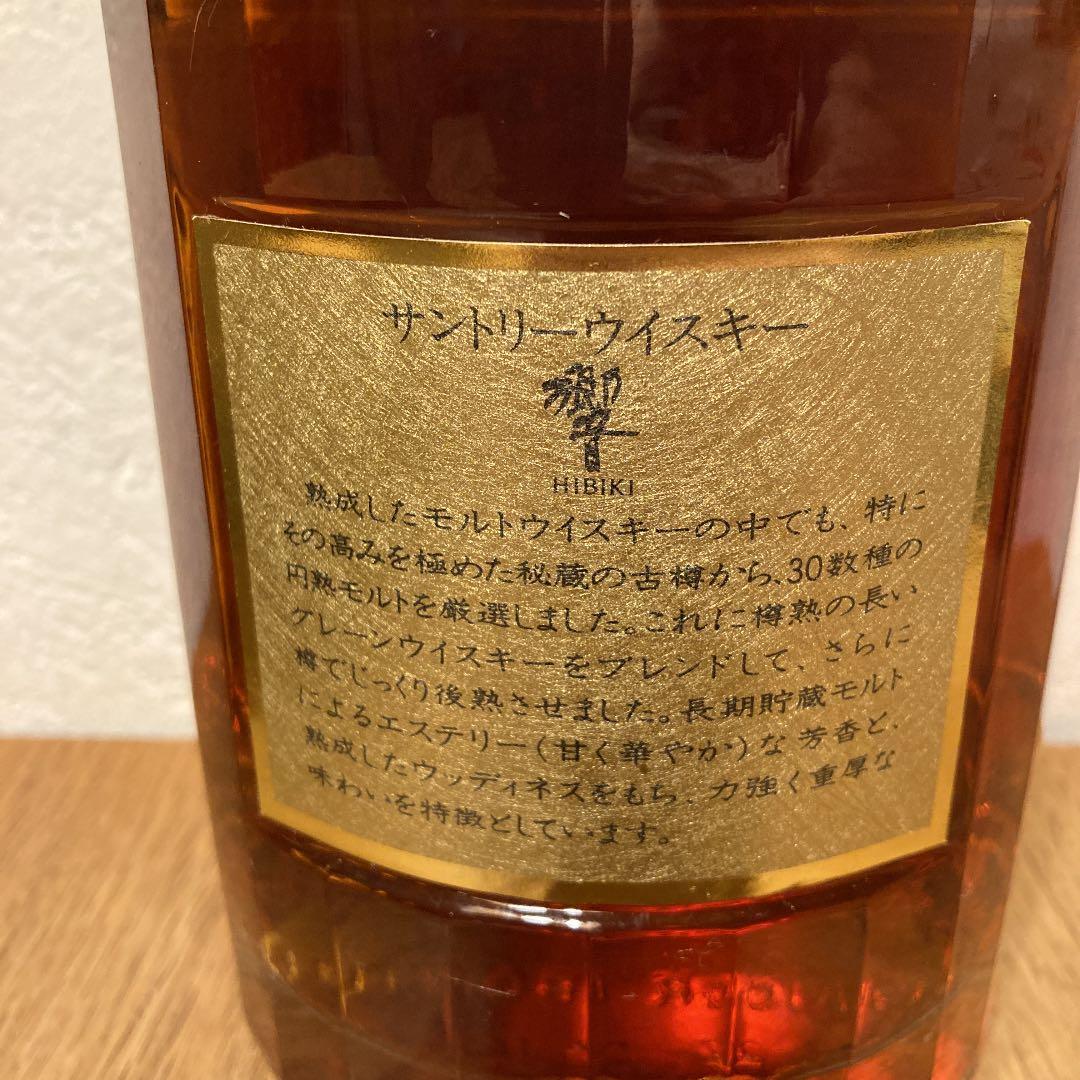 サントリーウイスキー
響
HIBIKI
熟成したモルトウイスキーの中でも、特に
その高みを極めた秘蔵の古樽から、30数種の
円熟モルトを厳選しました。これに樽熟の長い
グレーンウイスキーをブレンドして、さらに
樽でじっくり後熟させました。長期貯蔵モルト
によるエステリー(甘く華やか)な芳香と、
熟成したウッディネスをもち、力強く重厚な
味わいを特徴としています。